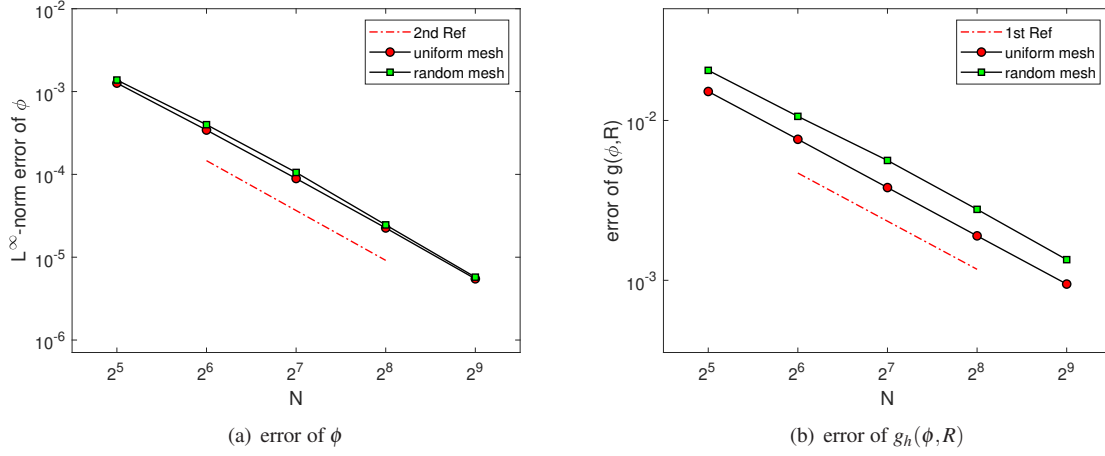 10^-2
10^-3
10^-4
10^-5
10^-6
L^∞-norm error of ϕ
2nd Ref
uniform mesh
random mesh
2^5
2^6
2^7
2^8
2^9
N
(a) error of ϕ
10^-2
10^-3
error of g(ϕ,R)
1st Ref
uniform mesh
random mesh
2^5
2^6
2^7
2^8
2^9
N
(b) error of g_h(ϕ,R)